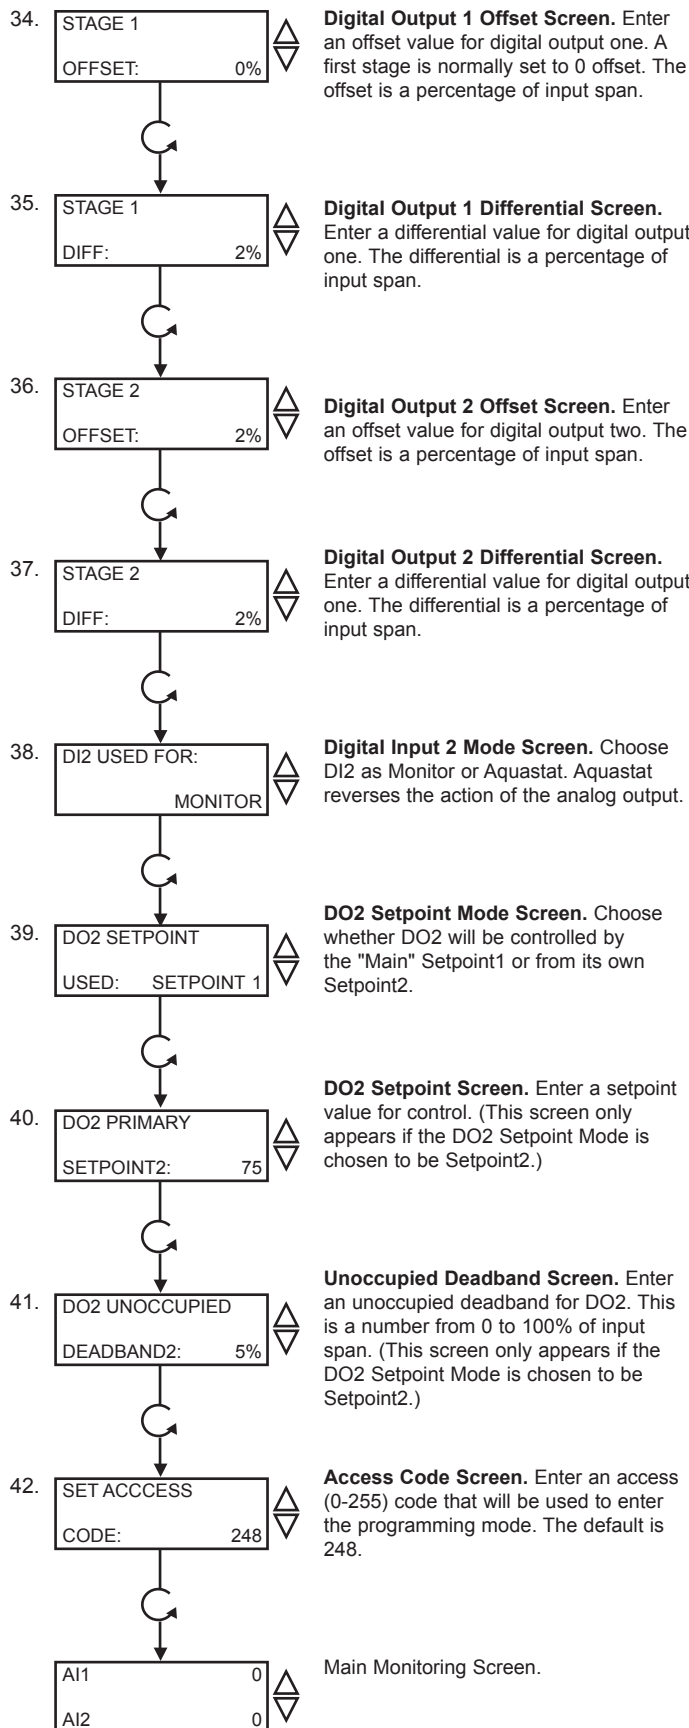 34.
STAGE 1
OFFSET: 0%
Digital Output 1 Offset Screen. Enter
an offset value for digital output one. A
first stage is normally set to 0 offset. The
offset is a percentage of input span.
35.
STAGE 1
DIFF: 2%
Digital Output 1 Differential Screen.
Enter a differential value for digital output
one. The differential is a percentage of
input span.
36.
STAGE 2
OFFSET: 2%
Digital Output 2 Offset Screen. Enter
an offset value for digital output two. The
offset is a percentage of input span.
37.
STAGE 2
DIFF: 2%
Digital Output 2 Differential Screen.
Enter a differential value for digital output
one. The differential is a percentage of
input span.
38.
DI2 USED FOR:
MONITOR
Digital Input 2 Mode Screen. Choose
DI2 as Monitor or Aquastat. Aquastat
reverses the action of the analog output.
39.
DO2 SETPOINT
USED: SETPOINT 1
DO2 Setpoint Mode Screen. Choose
whether DO2 will be controlled by
the "Main" Setpoint1 or from its own
Setpoint2.
40.
DO2 PRIMARY
SETPOINT2: 75
DO2 Setpoint Screen. Enter a setpoint
value for control. (This screen only
appears if the DO2 Setpoint Mode is
chosen to be Setpoint2.)
41.
DO2 UNOCCUPIED
DEADBAND2: 5%
Unoccupied Deadband Screen. Enter
an unoccupied deadband for DO2. This
is a number from 0 to 100% of input
span. (This screen only appears if the
DO2 Setpoint Mode is chosen to be
Setpoint2.)
42.
SET ACCCESS
CODE: 248
Access Code Screen. Enter an access
(0-255) code that will be used to enter
the programming mode. The default is
248.
AI1 0
AI2 0
Main Monitoring Screen.